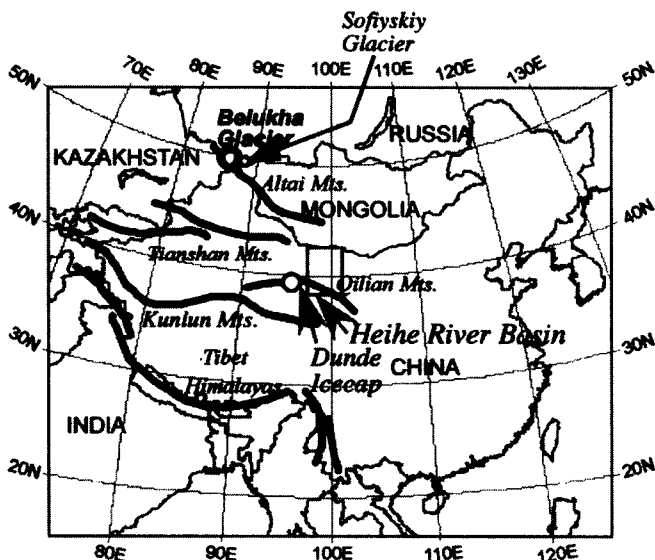 Sofiyskiy
Glacier
70E 80E 90E 100E 110E 120E 130E
50N 50N
Belukha
Glacier
RUSSIA
KAZAKHSTAN
Altai Mts.
MONGOLIA
40N 40N
Tianshan Mts.
Qilian Mts.
Kunlun Mts.
Heihe River Basin
30N 30N
Tibet
Dunde
Icecap
CHINA
Himalayas
INDIA
20N 20N
80E 90E 100E 110E 120E